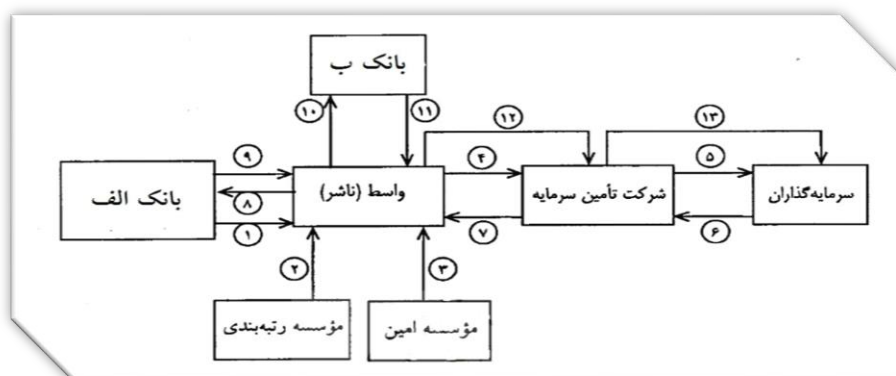 بانک ب
۱۰
۱۱
۱۲
۱۳
۹
۴
۵
بانک الف
واسط (ناشر)
شرکت تأمین سرمایه
سرمایه‌گذاران
۸
۱
۷
۶
۲
۳
مؤسسه رتبه‌بندی
مؤسسه امین